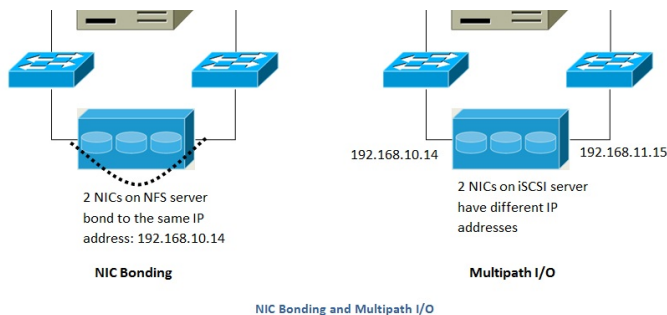 2 NICs on NFS server
bond to the same IP
address: 192.168.10.14
NIC Bonding
192.168.10.14
192.168.11.15
2 NICs on iSCSI server
have different IP
addresses
Multipath I/O
NIC Bonding and Multipath I/O